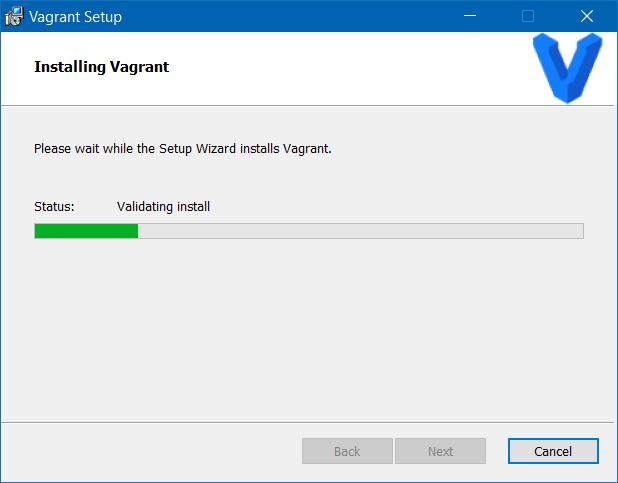 Vagrant Setup
Installing Vagrant
Please wait while the Setup Wizard installs Vagrant.
Status: Validating install
Back Next Cancel